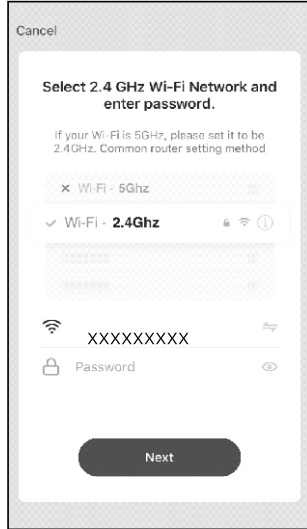 Cancel
Select 2.4 GHz Wi-Fi Network and
enter password.
If your Wi-Fi is 5GHz, please set it to be
2.4GHz. Common router setting method
× Wi-Fi - 5Ghz
✓ Wi-Fi - 2.4Ghz
XXXXXXXXX
Password
Next